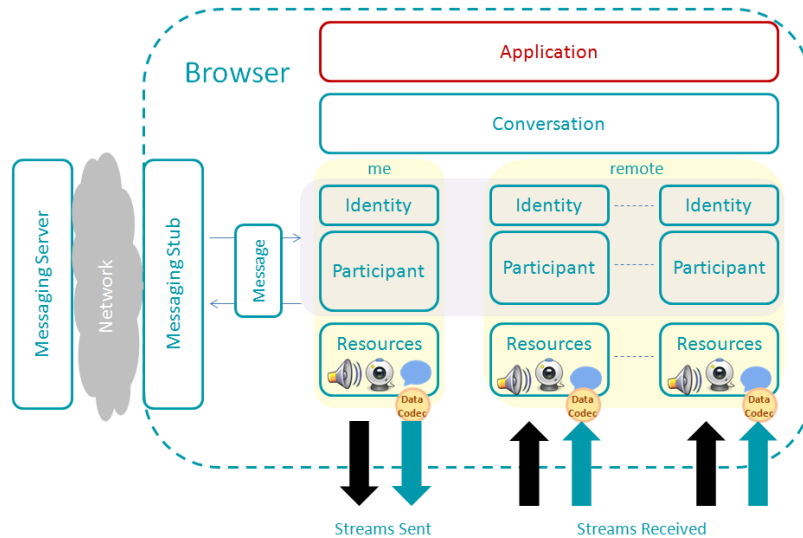 Browser
Application
Conversation
me
remote
Messaging Server
Network
Messaging Stub
Message
Identity
Identity
Identity
Participant
Participant
Participant
Resources
Resources
Resources
Data
Codec
Data
Codec
Data
Codec
Streams Sent
Streams Received